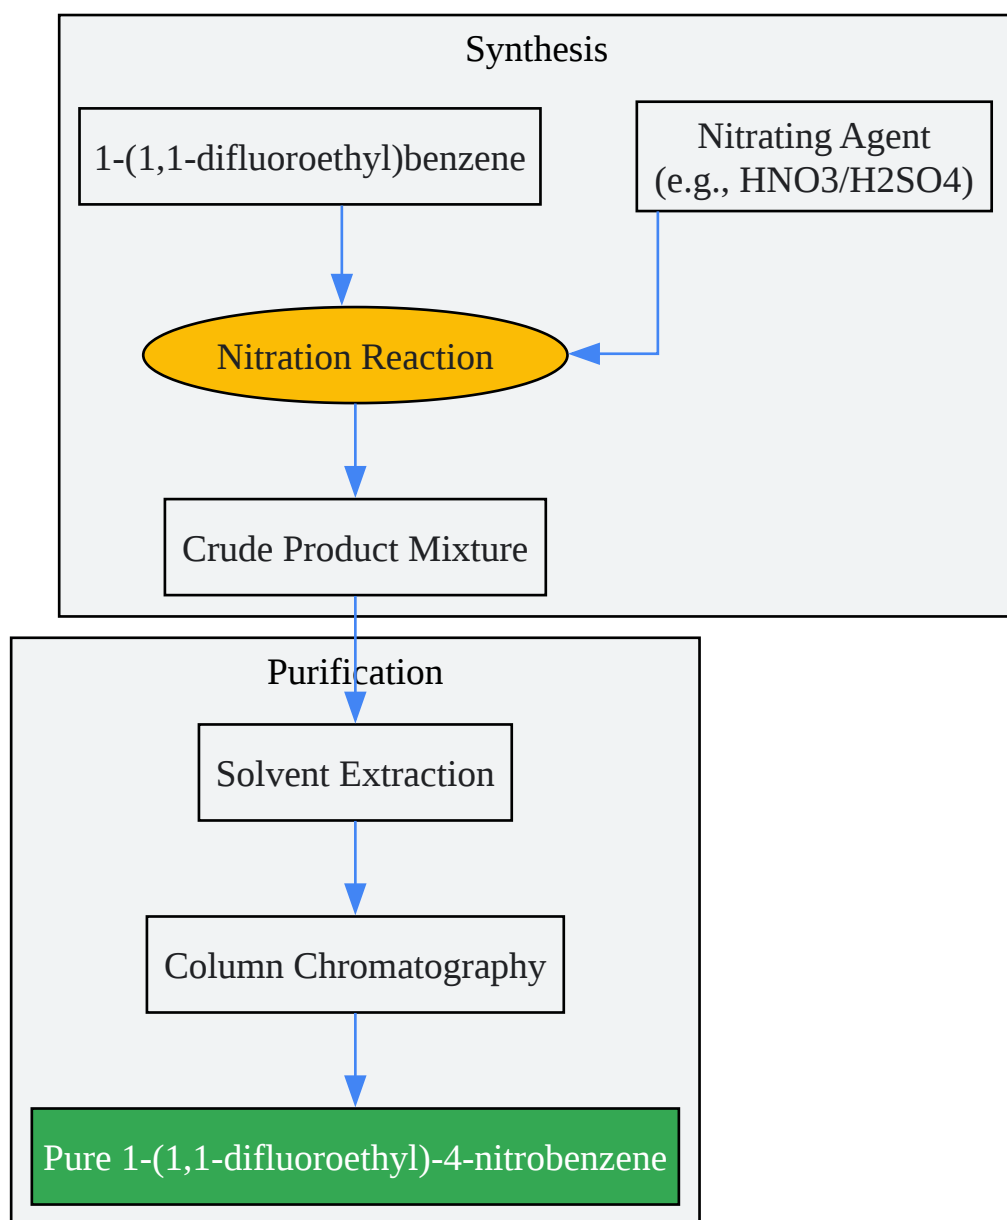 Synthesis
1-(1,1-difluoroethyl)benzene
Nitrating Agent
(e.g., HNO3/H2SO4)
Nitration Reaction
Crude Product Mixture
Purification
Solvent Extraction
Column Chromatography
Pure 1-(1,1-difluoroethyl)-4-nitrobenzene